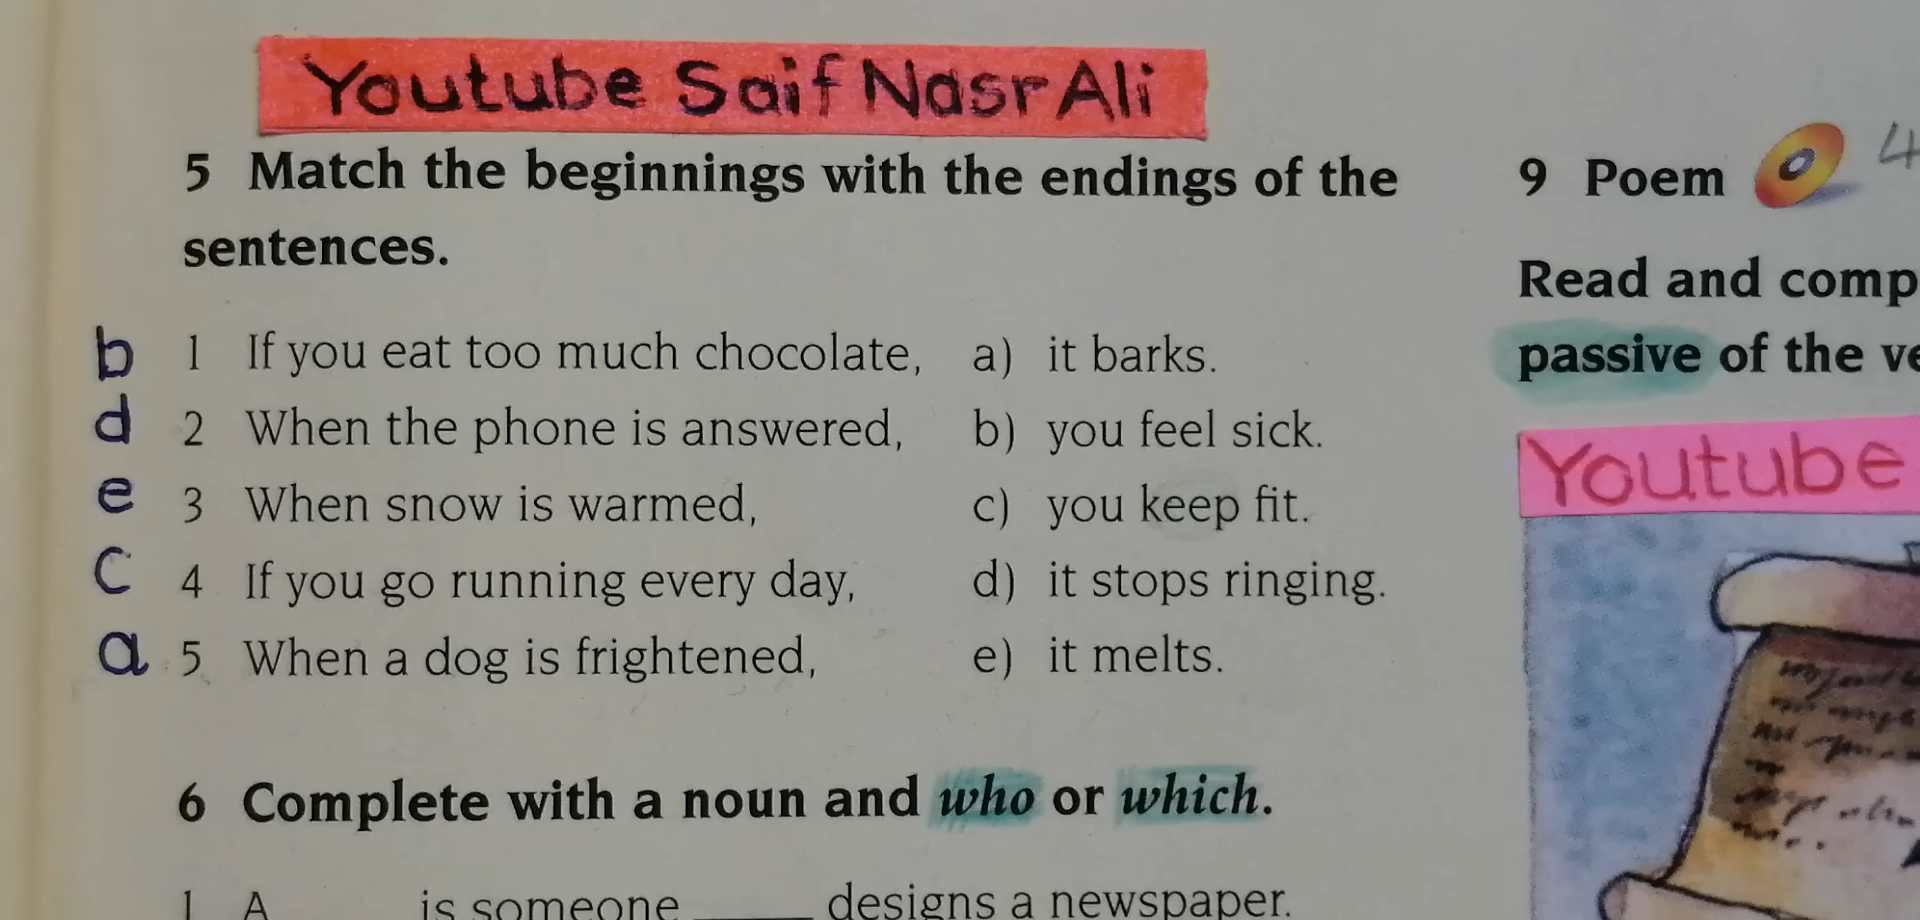 Youtube Saif Nasr Ali
5 Match the beginnings with the endings of the
sentences.
b 1 If you eat too much chocolate, a) it barks.
d 2 When the phone is answered, b) you feel sick.
e 3 When snow is warmed, c) you keep fit.
c 4 If you go running every day, d) it stops ringing.
a 5 When a dog is frightened, e) it melts.
6 Complete with a noun and who or which.
1 A ____ is someone ____ designs a newspaper.
9 Poem 4
Read and comp
passive of the ve
Youtube